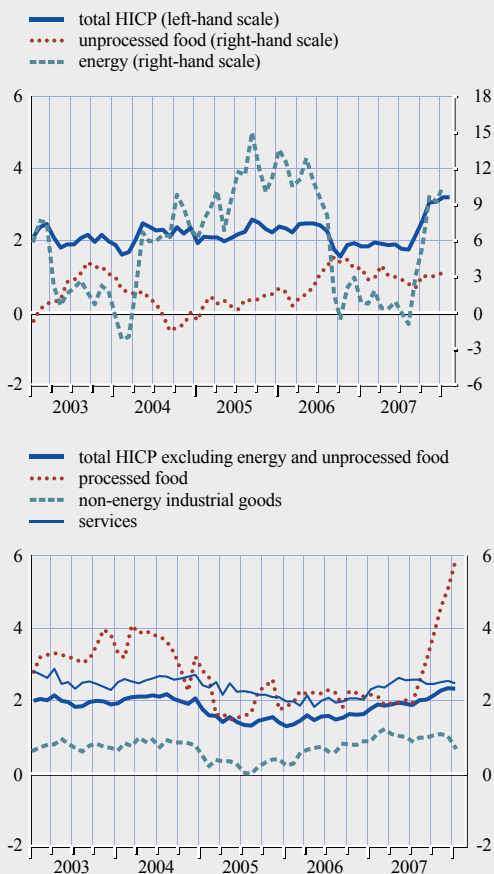 total HICP (left-hand scale)
unprocessed food (right-hand scale)
energy (right-hand scale)
6 18
15
4 12
9
2 6
3
0 0
-3
-2 -6
2003 2004 2005 2006 2007
total HICP excluding energy and unprocessed food
processed food
non-energy industrial goods
services
6 6
4 4
2 2
0 0
-2 -2
2003 2004 2005 2006 2007